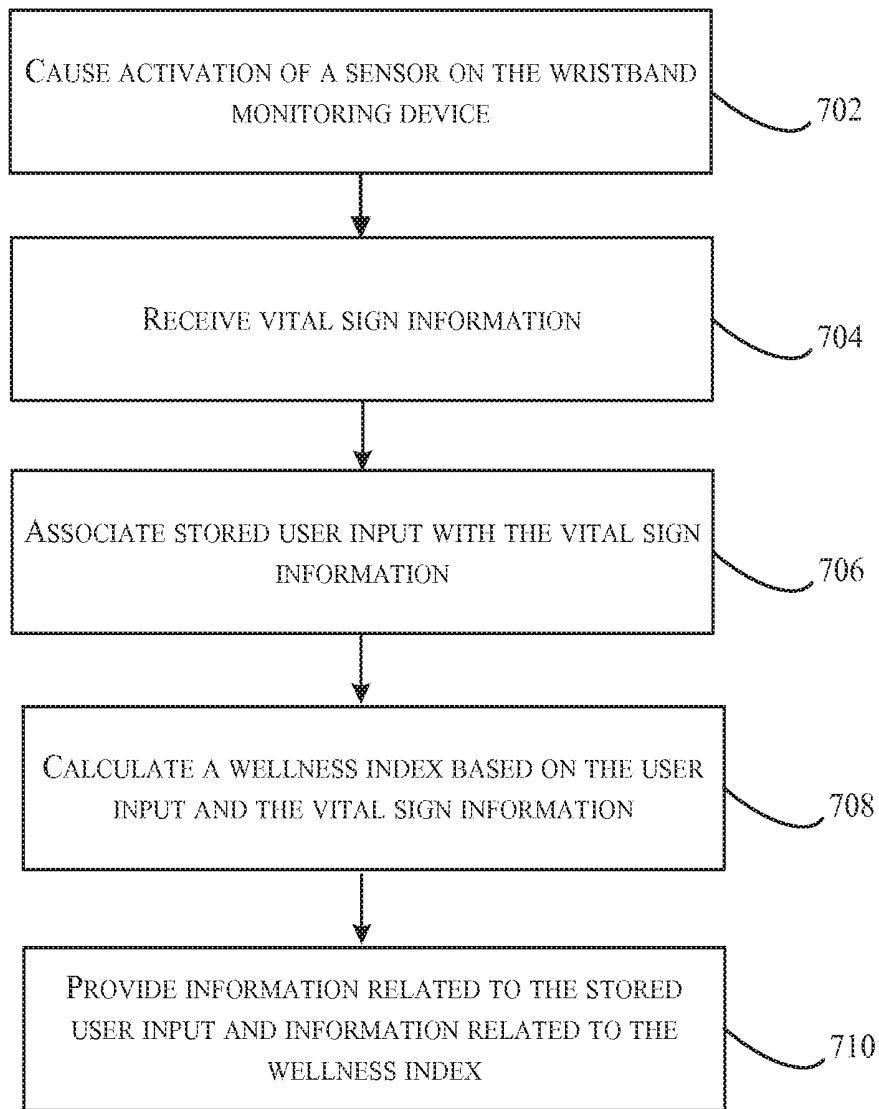 CAUSE ACTIVATION OF A SENSOR ON THE WRISTBAND
MONITORING DEVICE
702
RECEIVE VITAL SIGN INFORMATION
704
ASSOCIATE STORED USER INPUT WITH THE VITAL SIGN
INFORMATION
706
CALCULATE A WELLNESS INDEX BASED ON THE USER
INPUT AND THE VITAL SIGN INFORMATION
708
PROVIDE INFORMATION RELATED TO THE STORED
USER INPUT AND INFORMATION RELATED TO THE
WELLNESS INDEX
710